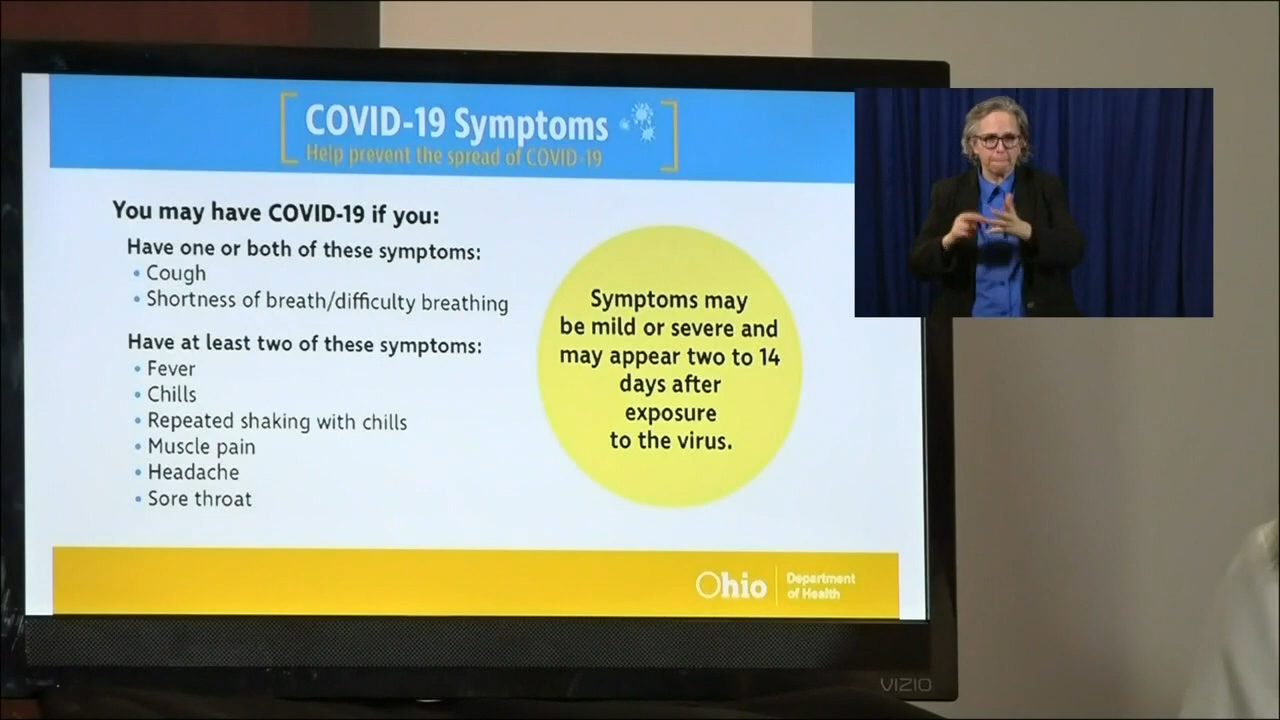 COVID-19 Symptoms
Help prevent the spread of COVID-19
You may have COVID-19 if you:
Have one or both of these symptoms:
• Cough
• Shortness of breath/difficulty breathing
Have at least two of these symptoms:
• Fever
• Chills
• Repeated shaking with chills
• Muscle pain
• Headache
• Sore throat
Symptoms may
be mild or severe and
may appear two to 14
days after
exposure
to the virus.
Ohio
Department
of Health
VIZIO